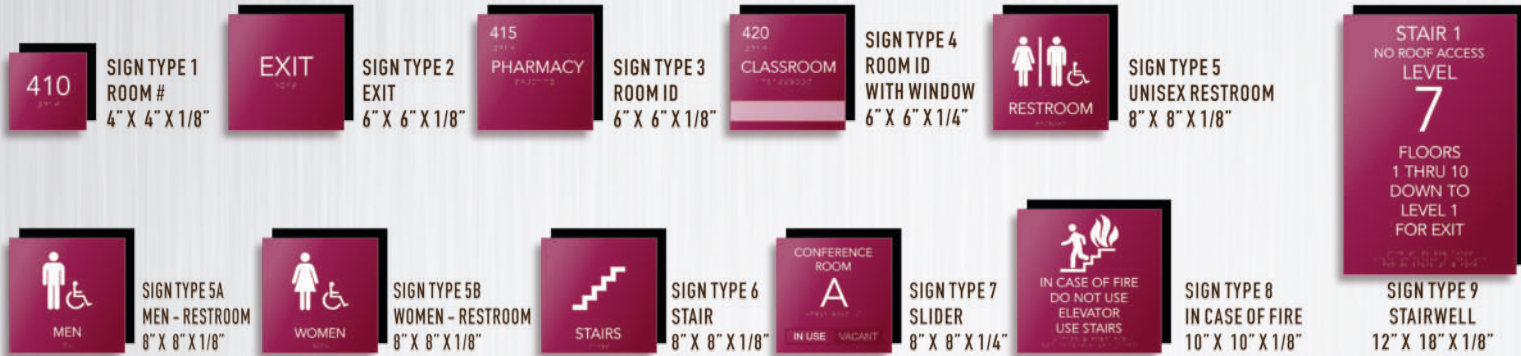 410
SIGN TYPE 1
ROOM #
4" X 4" X 1/8"
EXIT
SIGN TYPE 2
EXIT
6" X 6" X 1/8"
415
PHARMACY
SIGN TYPE 3
ROOM ID
6" X 6" X 1/8"
420
CLASSROOM
SIGN TYPE 4
ROOM ID
WITH WINDOW
6" X 6" X 1/4"
RESTROOM
SIGN TYPE 5
UNISEX RESTROOM
8" X 8" X 1/8"
STAIR 1
NO ROOF ACCESS
LEVEL
7
FLOORS
1 THRU 10
DOWN TO
LEVEL 1
FOR EXIT
SIGN TYPE 9
STAIRWELL
12" X 18" X 1/8"
MEN
SIGN TYPE 5A
MEN - RESTROOM
8" X 8" X 1/8"
WOMEN
SIGN TYPE 5B
WOMEN - RESTROOM
8" X 8" X 1/8"
STAIRS
SIGN TYPE 6
STAIR
8" X 8" X 1/8"
CONFERENCE
ROOM
A
IN USE VACANT
SIGN TYPE 7
SLIDER
8" X 8" X 1/4"
IN CASE OF FIRE
DO NOT USE
ELEVATOR
USE STAIRS
SIGN TYPE 8
IN CASE OF FIRE
10" X 10" X 1/8"